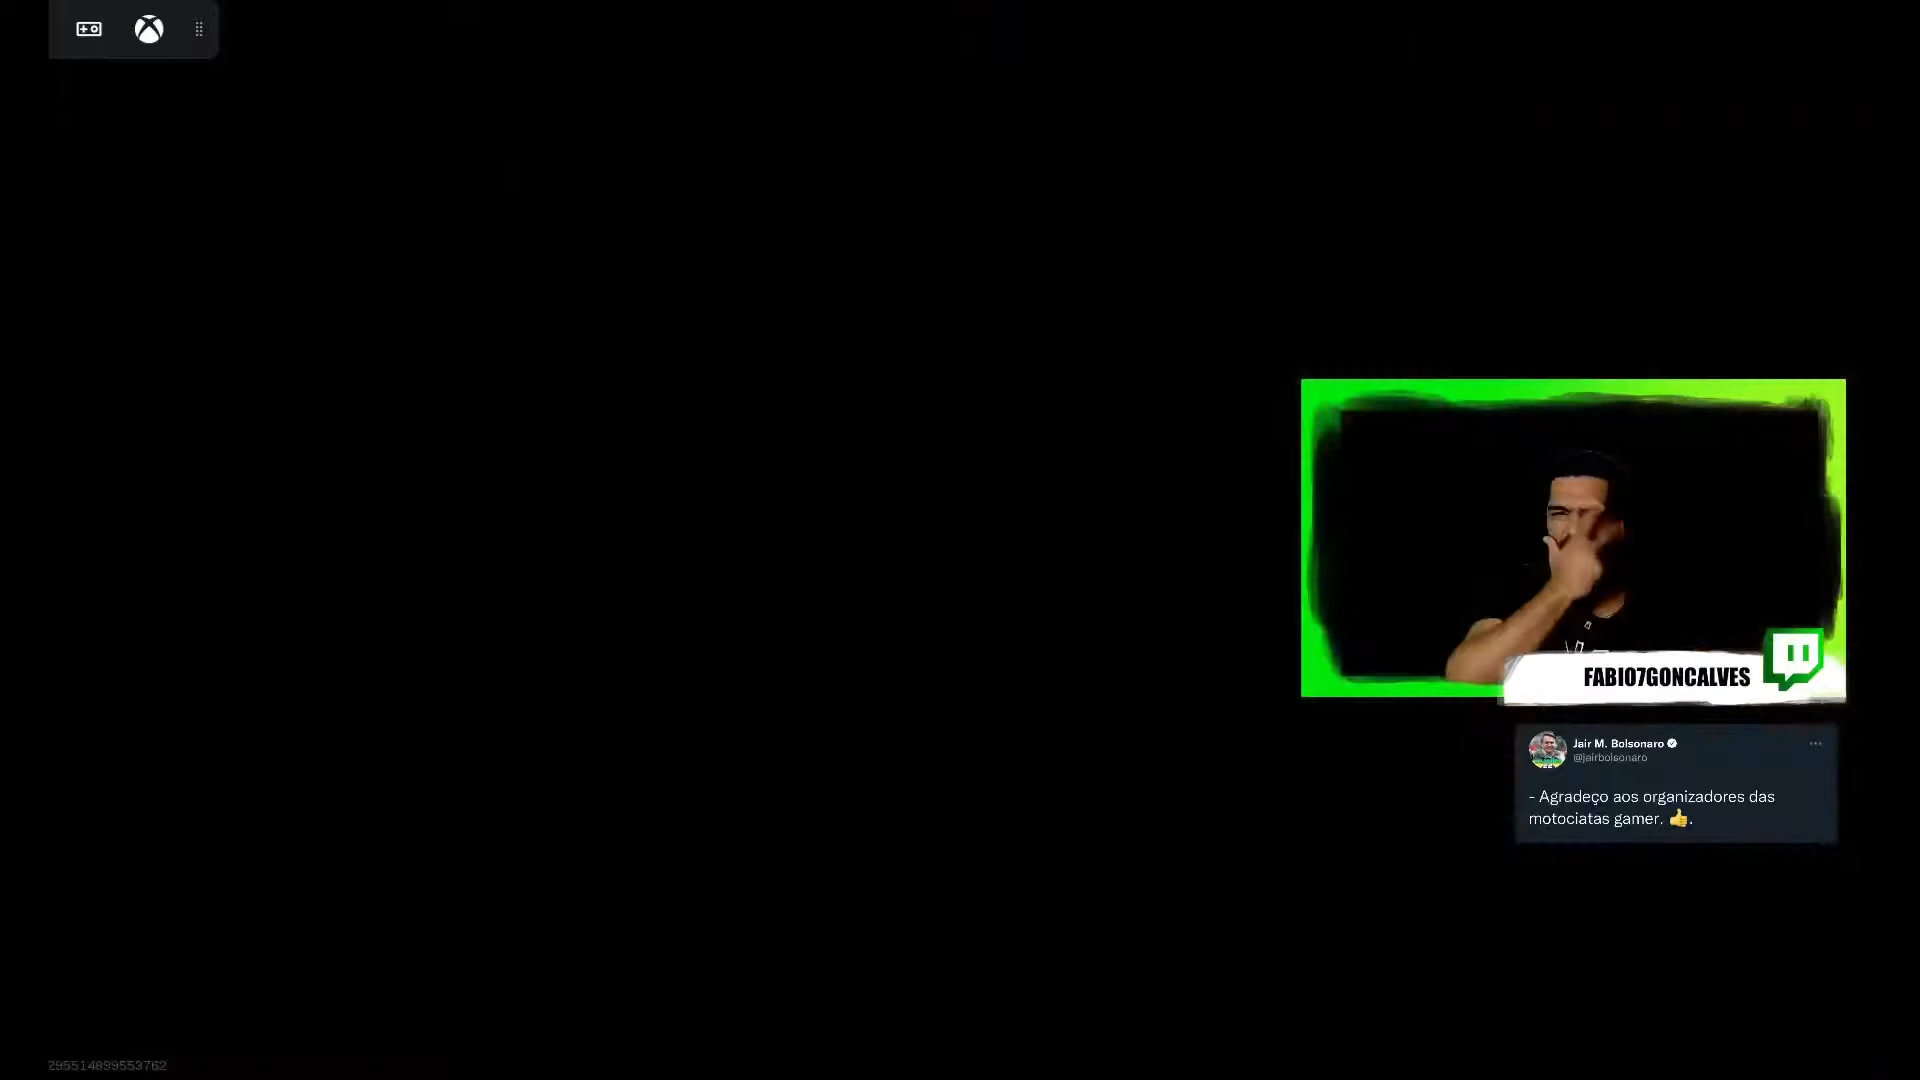 FABIO7GONCALVES
Jair M. Bolsonaro
@jairbolsonaro
- Agradeço aos organizadores das
motociatas gamer. 👍.
295514899553762